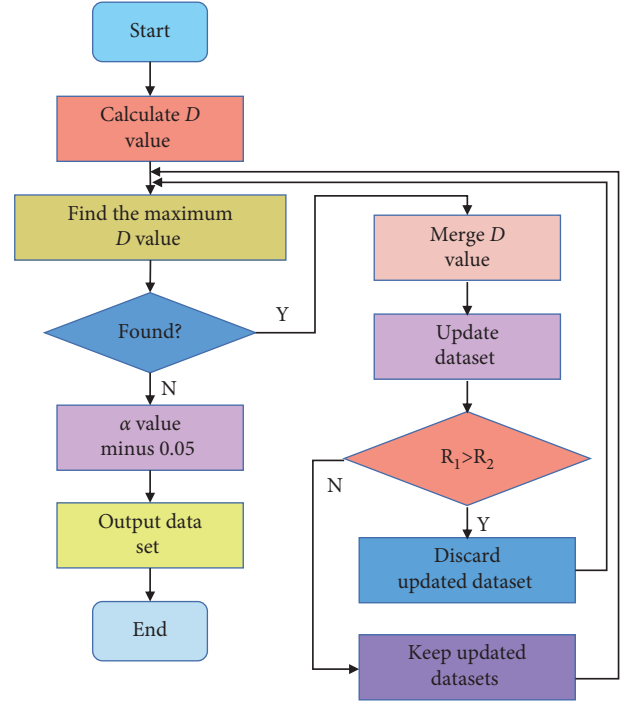 Start
Calculate D
value
Find the maximum
D value
Found?
Y
N
α value
minus 0.05
Output data
set
End
Merge D
value
Update
dataset
R₁>R₂
N
Y
Discard
updated dataset
Keep updated
datasets